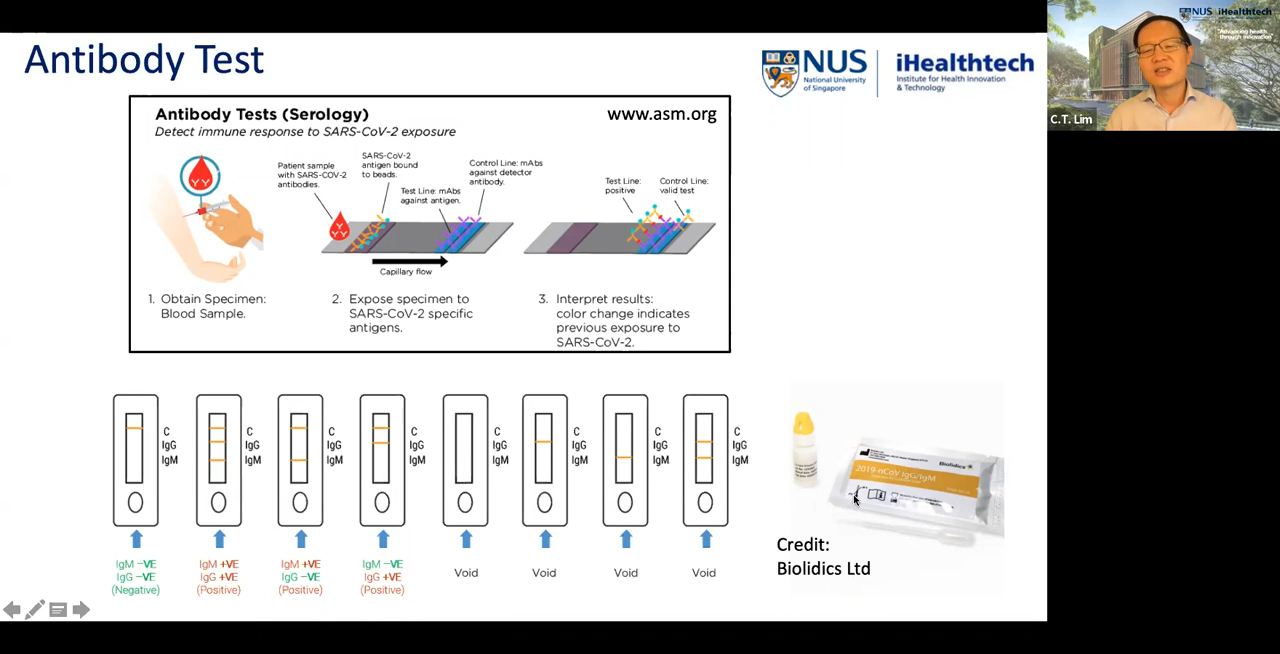 Antibody Test
NUS
National University
of Singapore
iHealthtech
Institute for Health Innovation
& Technology
NUS
iHealthtech
"Advancing health
through innovation"
C.T. Lim
Antibody Tests (Serology)
www.asm.org
Detect immune response to SARS-CoV-2 exposure
Patient sample
with SARS-COV-2
antibodies.
SARS-CoV-2
antigen bound
to beads.
Test Line: mAbs
against antigen.
Control Line: mAbs
against detector
antibody.
Test Line:
positive
Control Line:
valid test
Capillary flow
1. Obtain Specimen:
Blood Sample.
2. Expose specimen to
SARS-CoV-2 specific
antigens.
3. Interpret results:
color change indicates
previous exposure to
SARS-CoV-2.
C
IgG
IgM
C
IgG
IgM
C
IgG
IgM
C
IgG
IgM
C
IgG
IgM
C
IgG
IgM
C
IgG
IgM
C
IgG
IgM
IgM –VE
IgG –VE
(Negative)
IgM +VE
IgG +VE
(Positive)
IgM +VE
IgG –VE
(Positive)
IgM –VE
IgG +VE
(Positive)
Void
Void
Void
Void
Biolidics
2019-nCoV IgG/IgM
Credit:
Biolidics Ltd